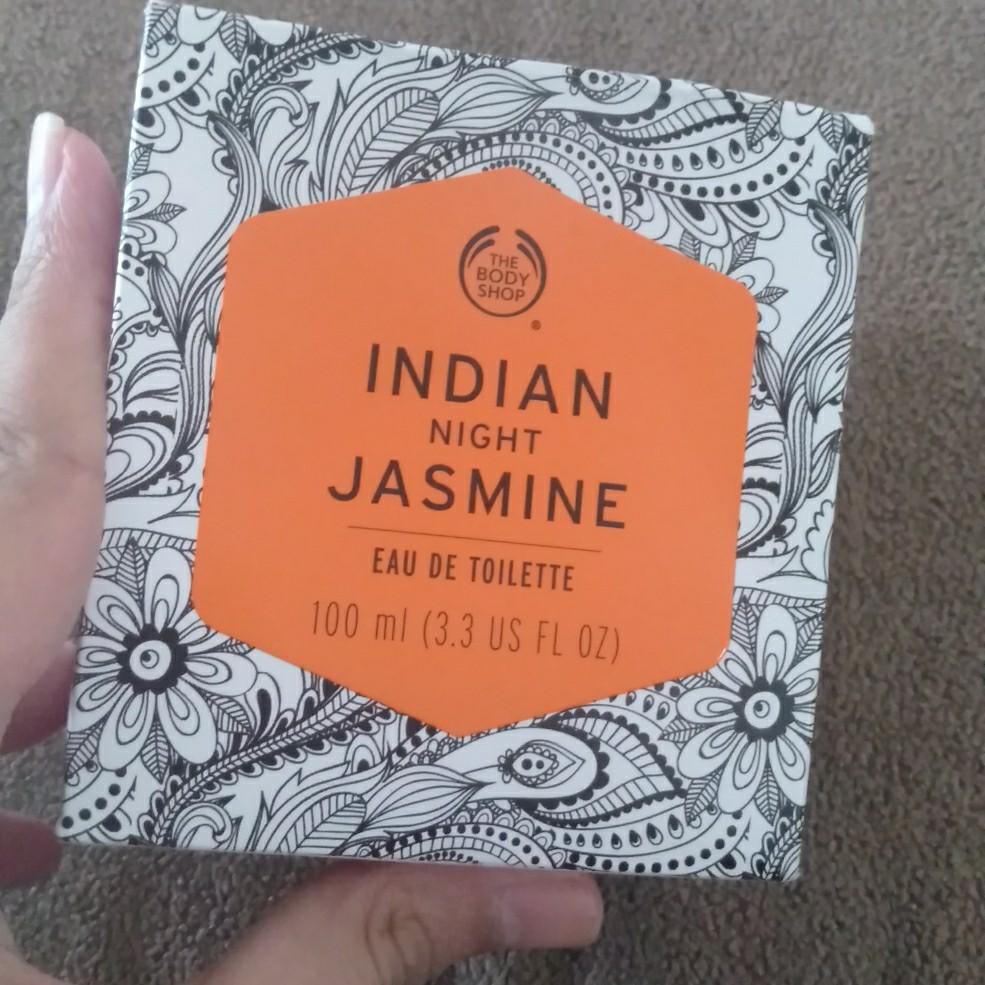 THE
BODY
SHOP
®
INDIAN
NIGHT
JASMINE
EAU DE TOILETTE
100 ml (3.3 US FL OZ)